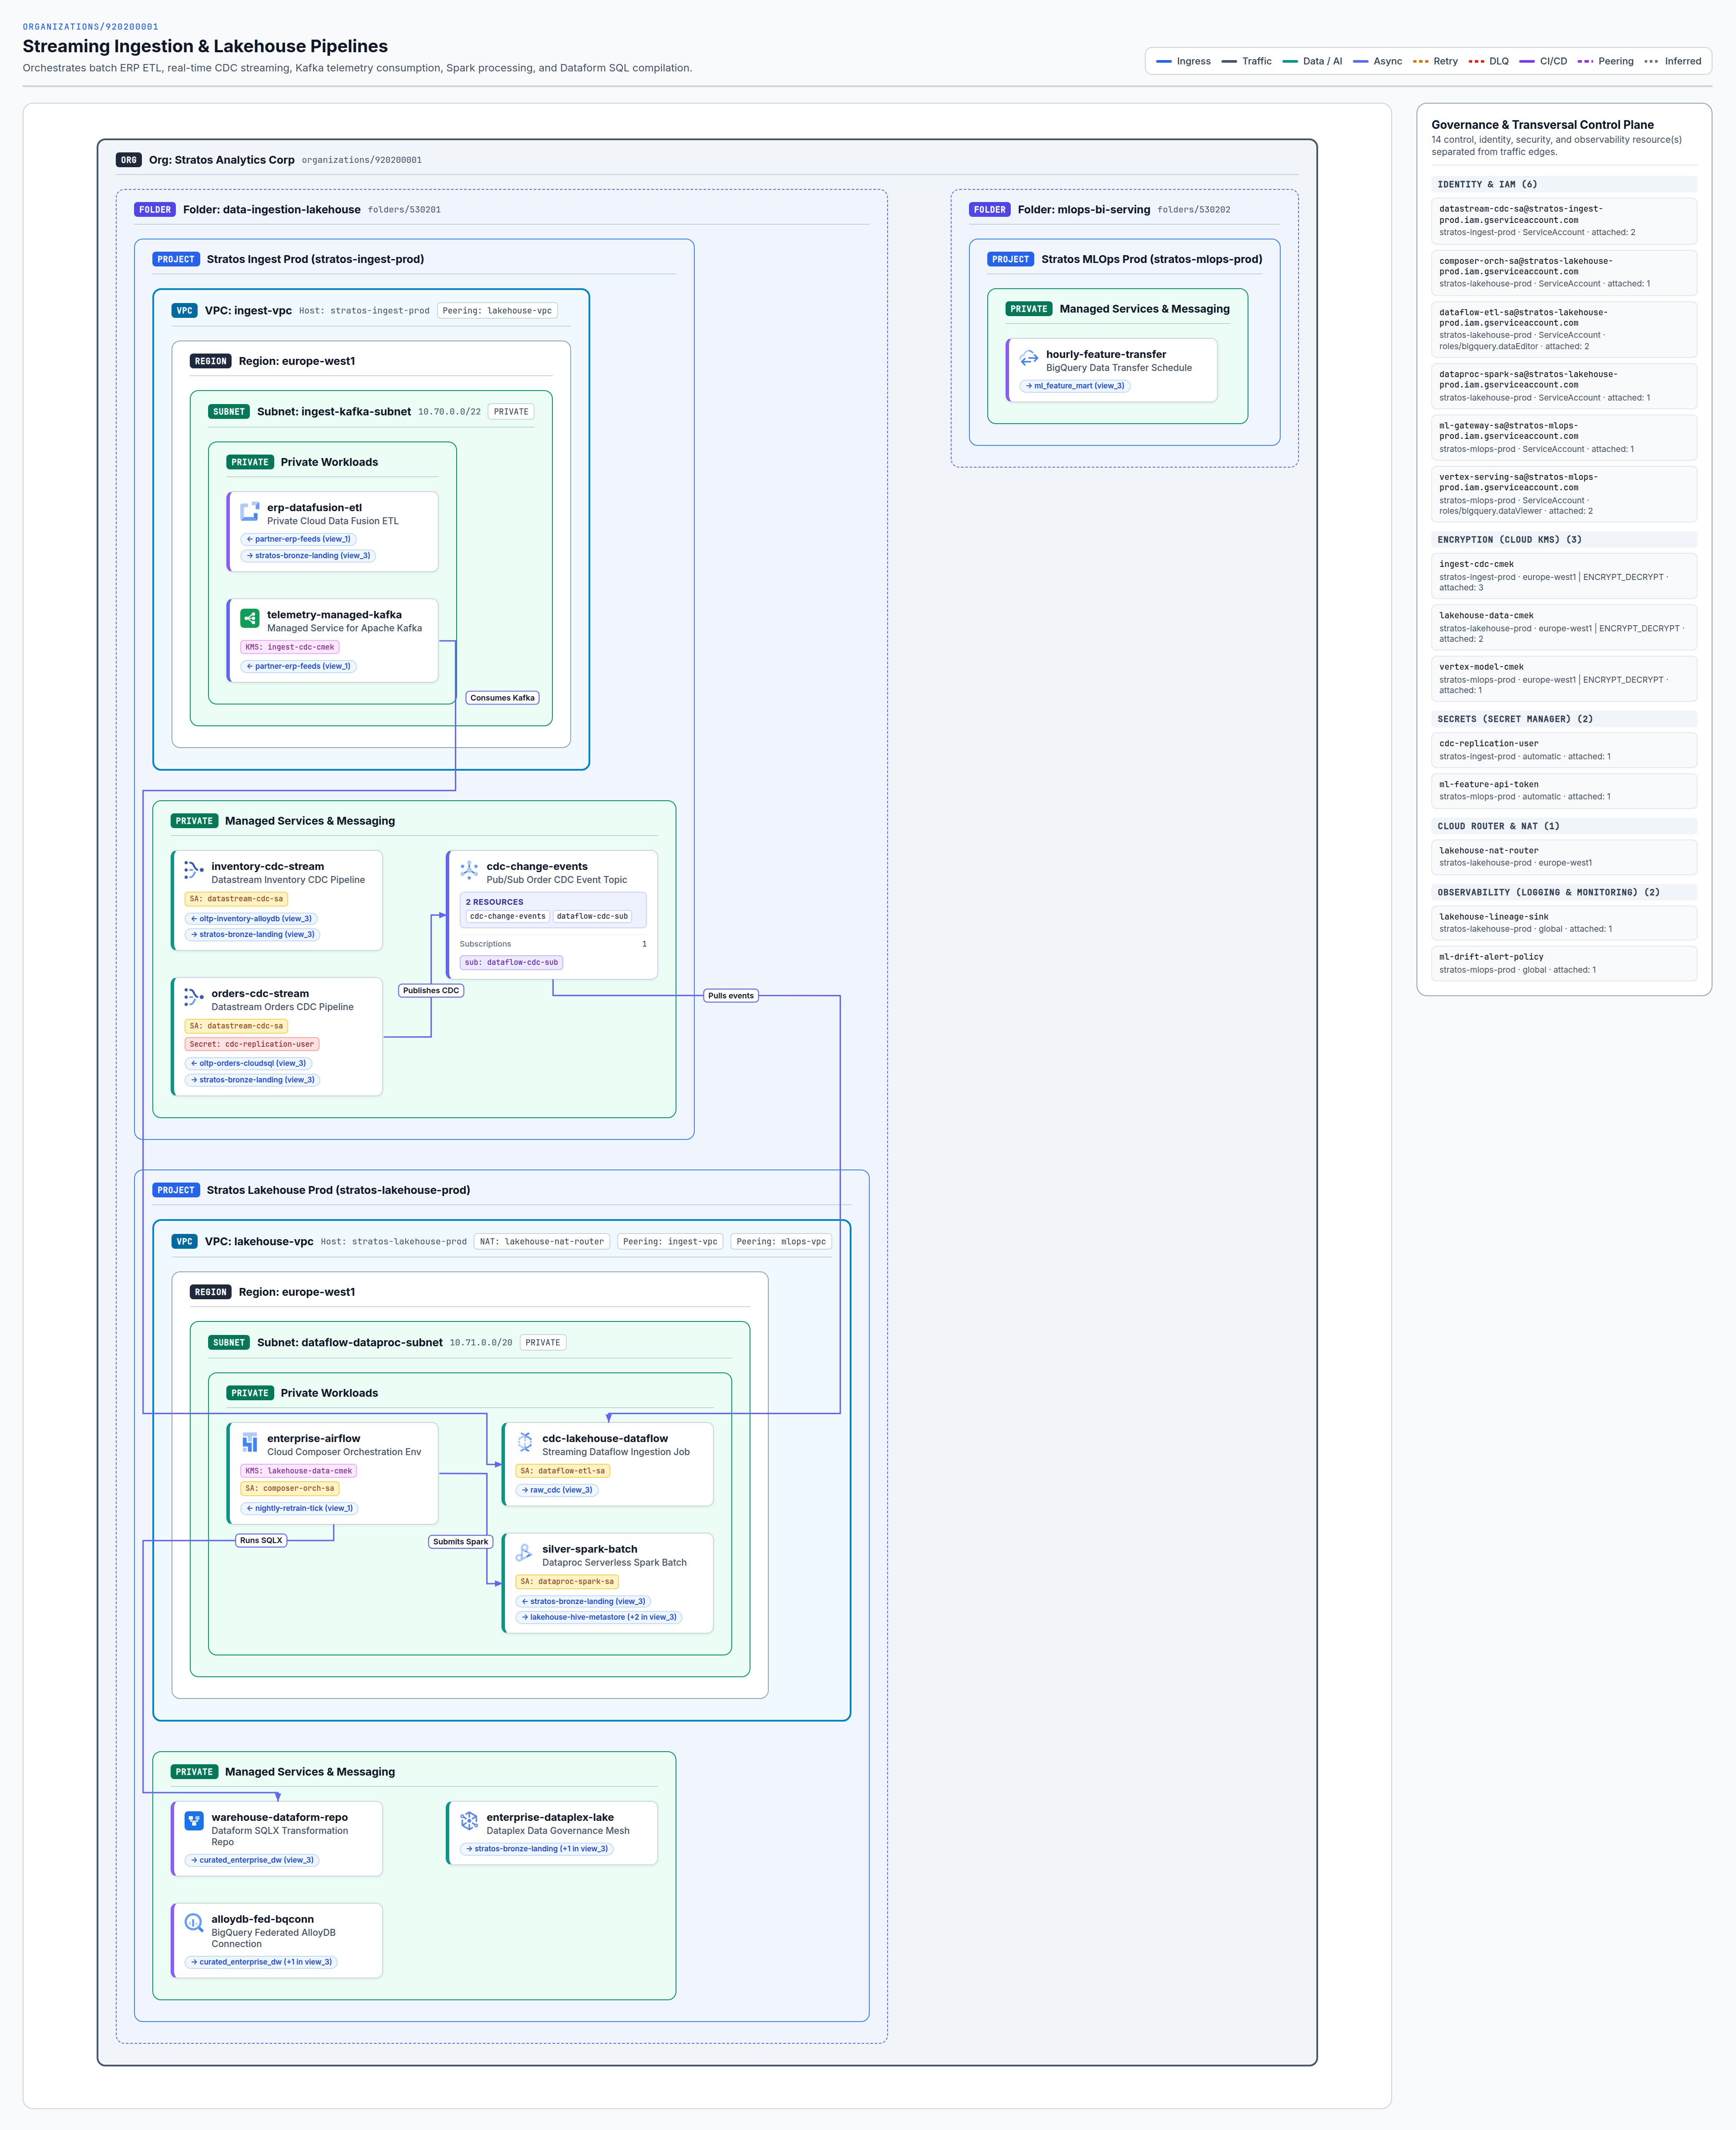 ORGANIZATIONS/920200001
Streaming Ingestion & Lakehouse Pipelines
Orchestrates batch ERP ETL, real-time CDC streaming, Kafka telemetry consumption, Spark processing, and Dataform SQL compilation.
Ingress Traffic Data / AI Async Retry DLQ CI/CD Peering Inferred
ORG Org: Stratos Analytics Corp organizations/920200001
FOLDER Folder: data-ingestion-lakehouse folders/530201
PROJECT Stratos Ingest Prod (stratos-ingest-prod)
VPC VPC: ingest-vpc Host: stratos-ingest-prod Peering: lakehouse-vpc
REGION Region: europe-west1
SUBNET Subnet: ingest-kafka-subnet 10.70.0.0/22 PRIVATE
PRIVATE Private Workloads
erp-datafusion-etl
Private Cloud Data Fusion ETL
← partner-erp-feeds (view_1)
→ stratos-bronze-landing (view_3)
telemetry-managed-kafka
Managed Service for Apache Kafka
KMS: ingest-cdc-cmek
← partner-erp-feeds (view_1)
Consumes Kafka
PRIVATE Managed Services & Messaging
inventory-cdc-stream
Datastream Inventory CDC Pipeline
SA: datastream-cdc-sa
← oltp-inventory-alloydb (view_3)
→ stratos-bronze-landing (view_3)
cdc-change-events
Pub/Sub Order CDC Event Topic
2 RESOURCES
cdc-change-events dataflow-cdc-sub
Subscriptions 1
sub: dataflow-cdc-sub
Publishes CDC
Pulls events
orders-cdc-stream
Datastream Orders CDC Pipeline
SA: datastream-cdc-sa
Secret: cdc-replication-user
← oltp-orders-cloudsql (view_3)
→ stratos-bronze-landing (view_3)
PROJECT Stratos Lakehouse Prod (stratos-lakehouse-prod)
VPC VPC: lakehouse-vpc Host: stratos-lakehouse-prod NAT: lakehouse-nat-router Peering: ingest-vpc Peering: mlops-vpc
REGION Region: europe-west1
SUBNET Subnet: dataflow-dataproc-subnet 10.71.0.0/20 PRIVATE
PRIVATE Private Workloads
enterprise-airflow
Cloud Composer Orchestration Env
KMS: lakehouse-data-cmek
SA: composer-orch-sa
← nightly-retrain-tick (view_1)
cdc-lakehouse-dataflow
Streaming Dataflow Ingestion Job
SA: dataflow-etl-sa
→ raw_cdc (view_3)
Runs SQLX
Submits Spark
silver-spark-batch
Dataproc Serverless Spark Batch
SA: dataproc-spark-sa
← stratos-bronze-landing (view_3)
→ lakehouse-hive-metastore (+2 in view_3)
PRIVATE Managed Services & Messaging
warehouse-dataform-repo
Dataform SQLX Transformation
Repo
→ curated_enterprise_dw (view_3)
enterprise-dataplex-lake
Dataplex Data Governance Mesh
→ stratos-bronze-landing (+1 in view_3)
alloydb-fed-bqconn
BigQuery Federated AlloyDB
Connection
→ curated_enterprise_dw (+1 in view_3)
FOLDER Folder: mlops-bi-serving folders/530202
PROJECT Stratos MLOps Prod (stratos-mlops-prod)
PRIVATE Managed Services & Messaging
hourly-feature-transfer
BigQuery Data Transfer Schedule
→ ml_feature_mart (view_3)
Governance & Transversal Control Plane
14 control, identity, security, and observability resource(s)
separated from traffic edges.
IDENTITY & IAM (6)
datastream-cdc-sa@stratos-ingest-
prod.iam.gserviceaccount.com
stratos-ingest-prod · ServiceAccount · attached: 2
composer-orch-sa@stratos-lakehouse-
prod.iam.gserviceaccount.com
stratos-lakehouse-prod · ServiceAccount · attached: 1
dataflow-etl-sa@stratos-lakehouse-
prod.iam.gserviceaccount.com
stratos-lakehouse-prod · ServiceAccount ·
roles/bigquery.dataEditor · attached: 2
dataproc-spark-sa@stratos-lakehouse-
prod.iam.gserviceaccount.com
stratos-lakehouse-prod · ServiceAccount · attached: 1
ml-gateway-sa@stratos-mlops-
prod.iam.gserviceaccount.com
stratos-mlops-prod · ServiceAccount · attached: 1
vertex-serving-sa@stratos-mlops-
prod.iam.gserviceaccount.com
stratos-mlops-prod · ServiceAccount ·
roles/bigquery.dataViewer · attached: 2
ENCRYPTION (CLOUD KMS) (3)
ingest-cdc-cmek
stratos-ingest-prod · europe-west1 | ENCRYPT_DECRYPT ·
attached: 3
lakehouse-data-cmek
stratos-lakehouse-prod · europe-west1 | ENCRYPT_DECRYPT ·
attached: 2
vertex-model-cmek
stratos-mlops-prod · europe-west1 | ENCRYPT_DECRYPT ·
attached: 1
SECRETS (SECRET MANAGER) (2)
cdc-replication-user
stratos-ingest-prod · automatic · attached: 1
ml-feature-api-token
stratos-mlops-prod · automatic · attached: 1
CLOUD ROUTER & NAT (1)
lakehouse-nat-router
stratos-lakehouse-prod · europe-west1
OBSERVABILITY (LOGGING & MONITORING) (2)
lakehouse-lineage-sink
stratos-lakehouse-prod · global · attached: 1
ml-drift-alert-policy
stratos-mlops-prod · global · attached: 1